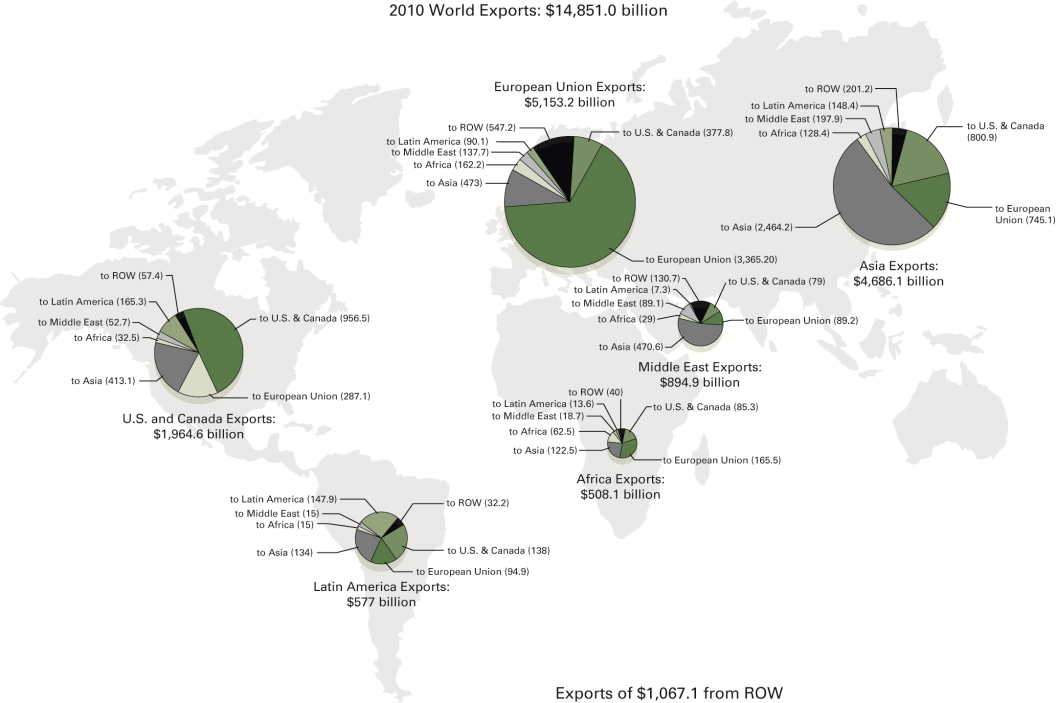 2010 World Exports: $14,851.0 billion
European Union Exports:
$5,153.2 billion
to ROW (547.2)
to Latin America (90.1)
to Middle East (137.7)
to Africa (162.2)
to Asia (473)
to U.S. & Canada (377.8)
to European Union (3,365.20)
to ROW (201.2)
to Latin America (148.4)
to Middle East (197.9)
to Africa (128.4)
to Asia (2,464.2)
to U.S. & Canada
(800.9)
to European
Union (745.1)
Asia Exports:
$4,686.1 billion
to ROW (57.4)
to Latin America (165.3)
to Middle East (52.7)
to Africa (32.5)
to Asia (413.1)
to U.S. & Canada (956.5)
to European Union (287.1)
U.S. and Canada Exports:
$1,964.6 billion
to ROW (130.7)
to Latin America (7.3)
to Middle East (89.1)
to Africa (29)
to Asia (470.6)
to U.S. & Canada (79)
to European Union (89.2)
Middle East Exports:
$894.9 billion
to ROW (40)
to Latin America (13.6)
to Middle East (18.7)
to Africa (62.5)
to Asia (122.5)
to U.S. & Canada (85.3)
to European Union (165.5)
Africa Exports:
$508.1 billion
to Latin America (147.9)
to Middle East (15)
to Africa (15)
to Asia (134)
to ROW (32.2)
to U.S. & Canada (138)
to European Union (94.9)
Latin America Exports:
$577 billion
Exports of $1,067.1 from ROW